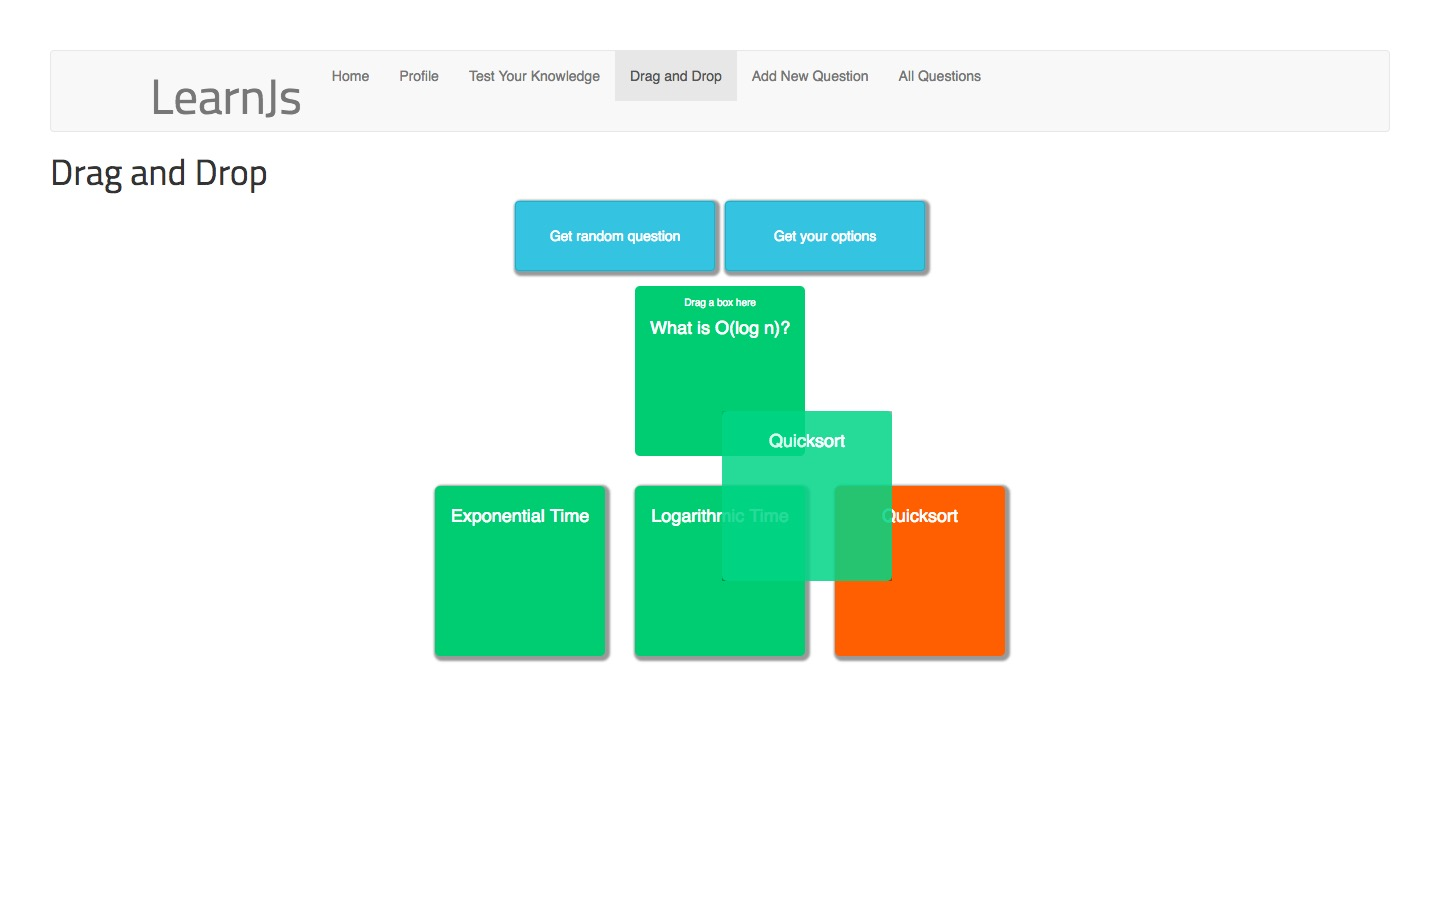 LearnJs
Home
Profile
Test Your Knowledge
Drag and Drop
Add New Question
All Questions
Drag and Drop
Get random question
Get your options
Drag a box here
What is O(log n)?
Quicksort
Exponential Time
Logarithmic Time
Quicksort